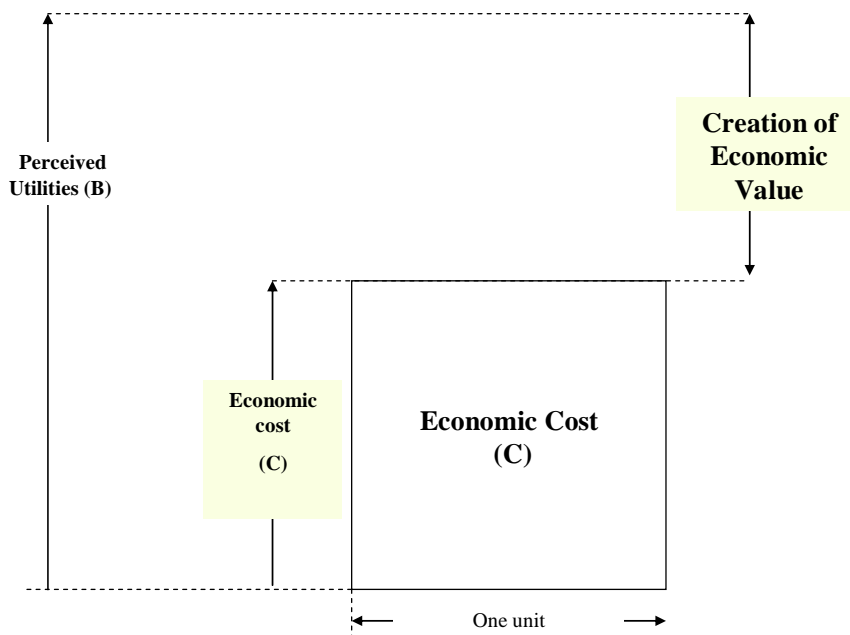 Perceived
Utilities (B)
Creation of
Economic
Value
Economic
cost
(C)
Economic Cost
(C)
One unit